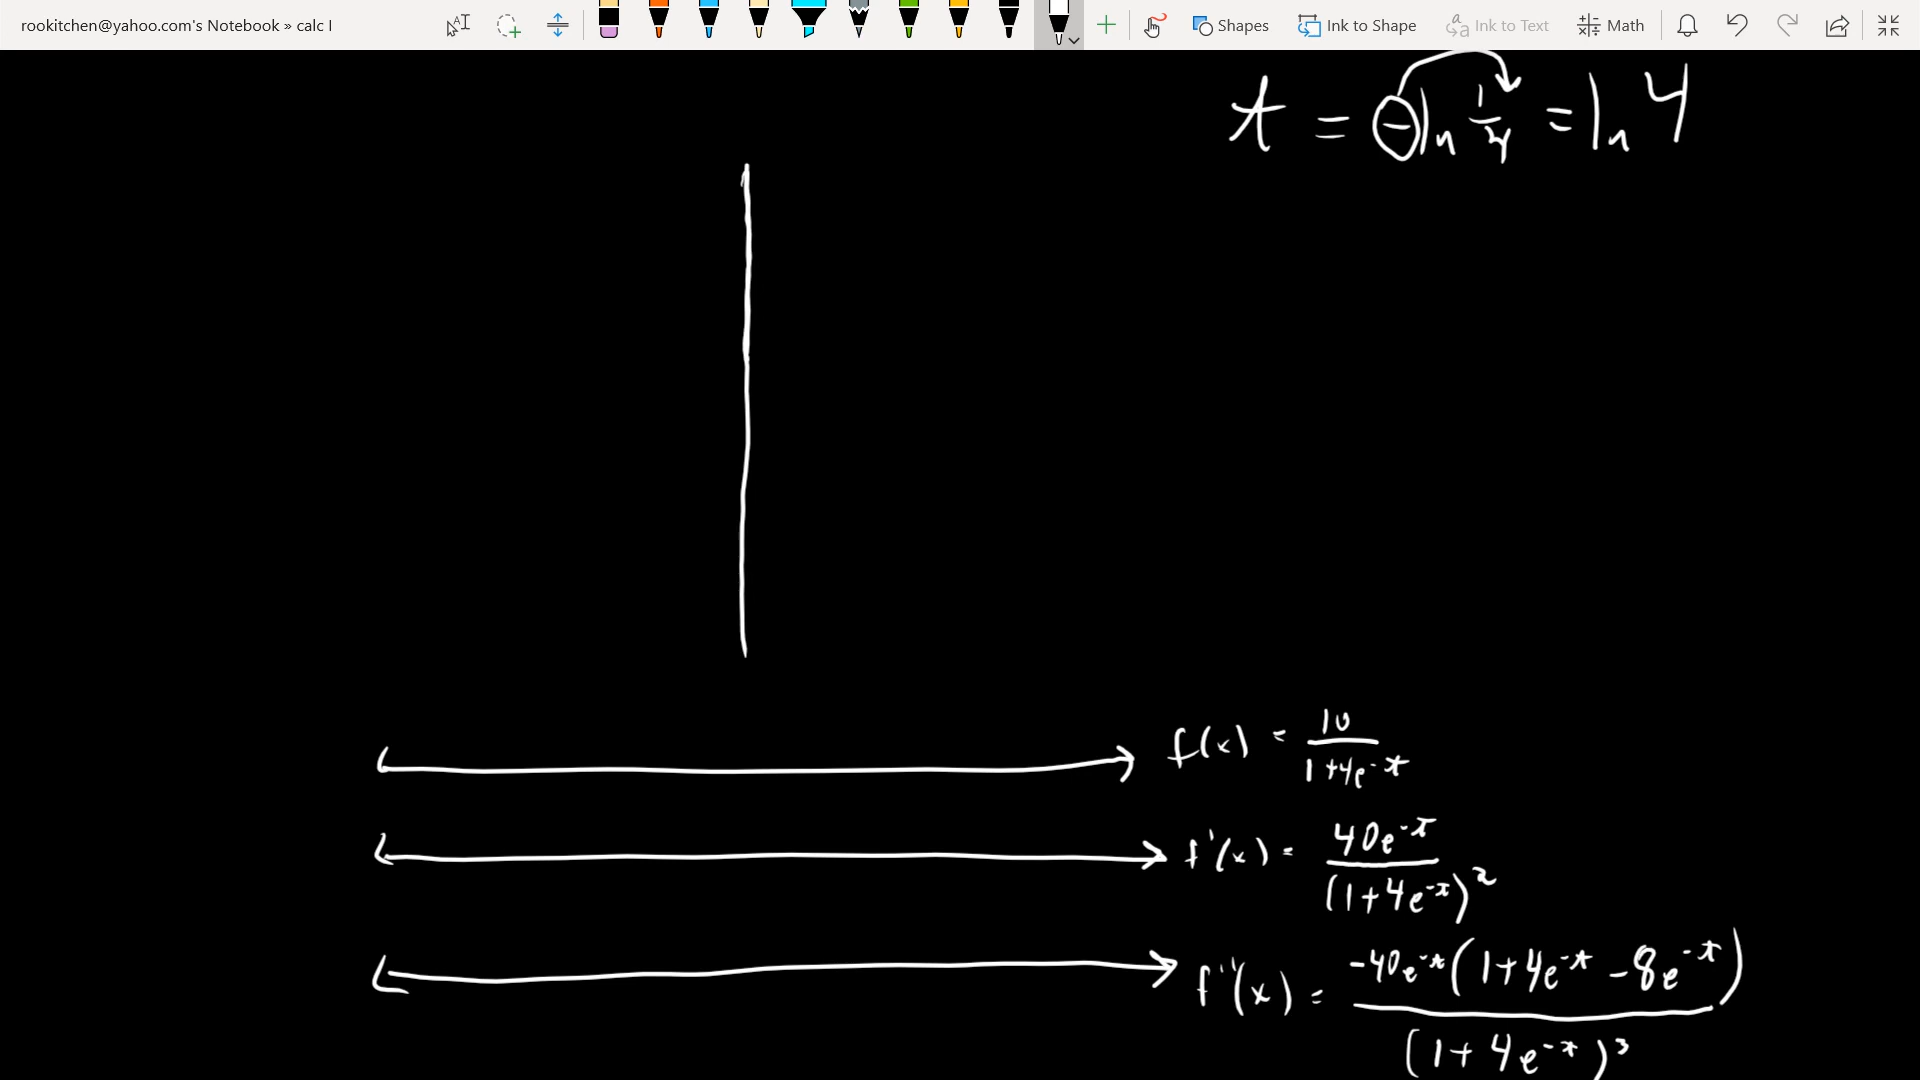 rookitchen@yahoo.com's Notebook » calc I
Shapes
Ink to Shape
Ink to Text
Math
t = -ln 1/4 = ln 4
f(x) = 10/(1+4e^-t)
f'(x) = 40e^-t/(1+4e^-t)^2
f''(x) = -40e^-t(1+4e^-t -8e^-t)/(1+4e^-t)^3